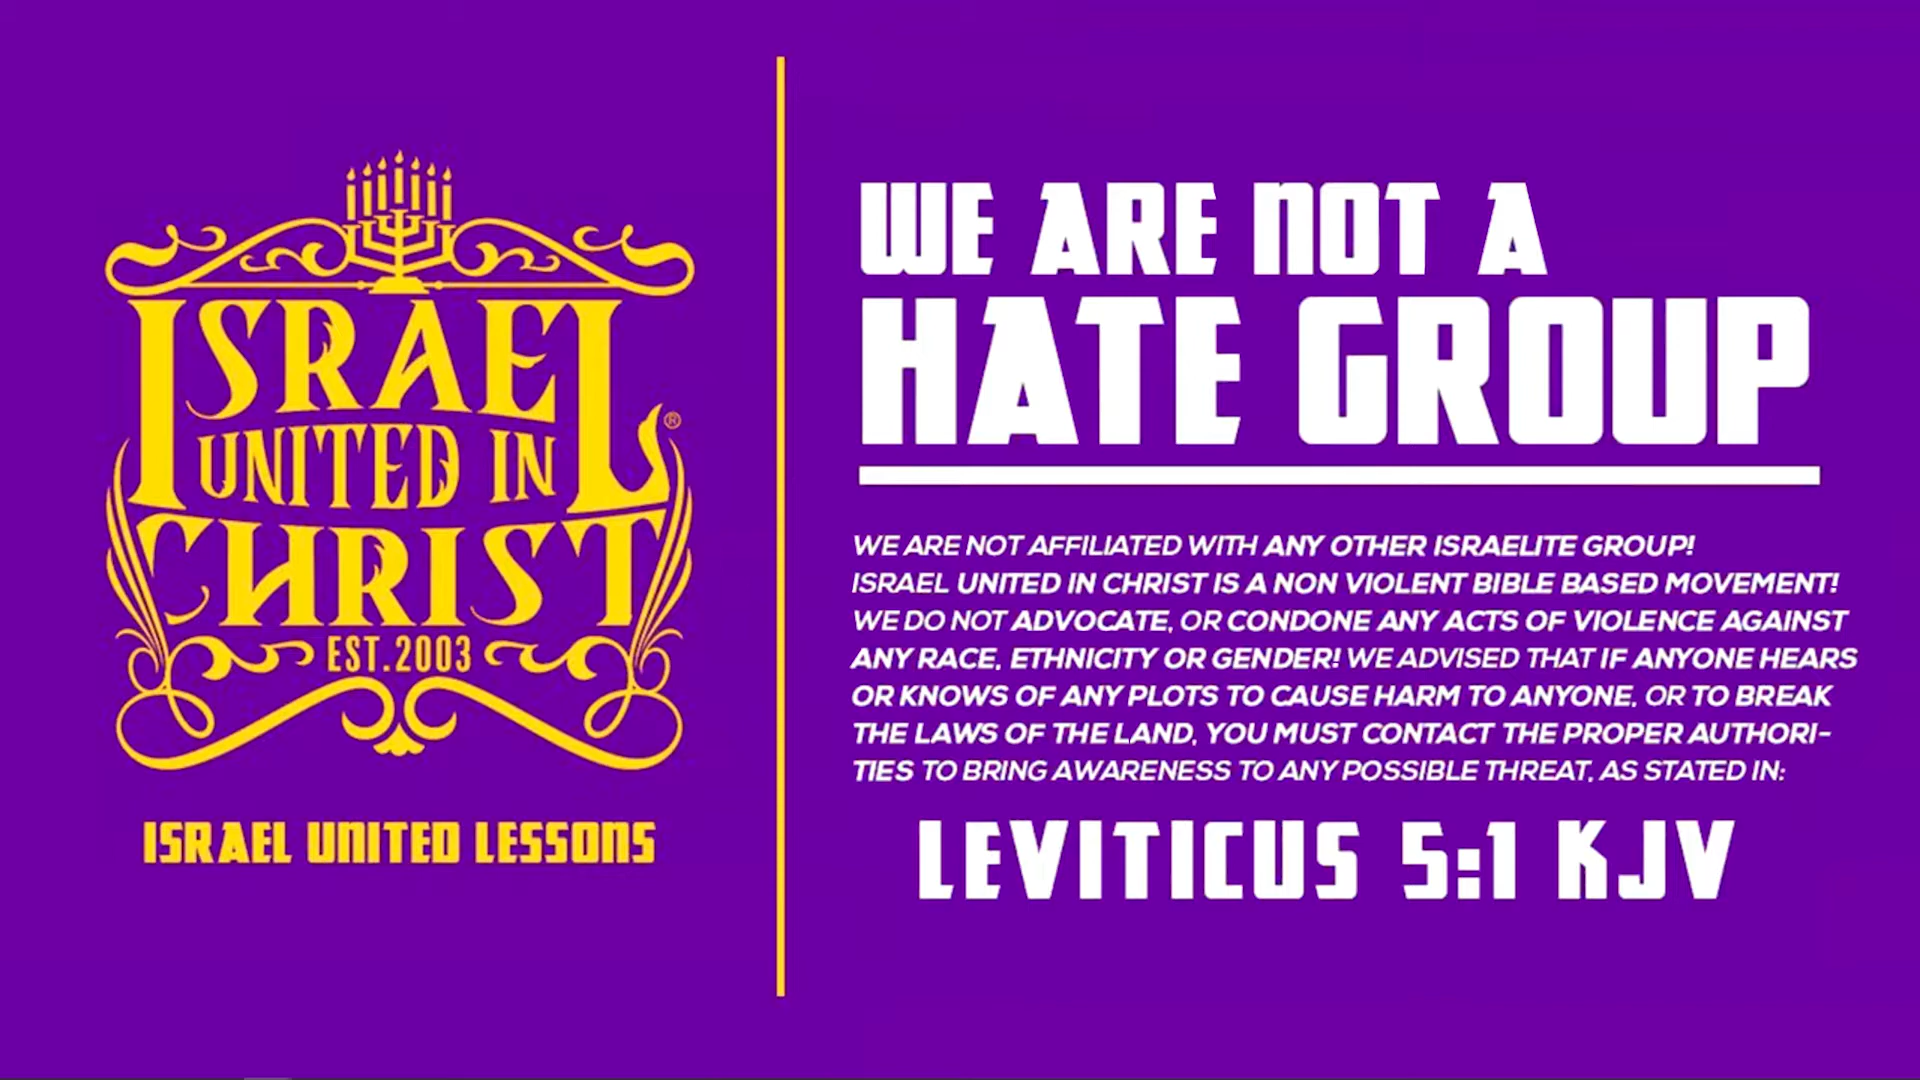 ISRAEL
UNITED IN
CHRIST
®
EST.2003
ISRAEL UNITED LESSONS
WE ARE NOT A
HATE GROUP
WE ARE NOT AFFILIATED WITH ANY OTHER ISRAELITE GROUP!
ISRAEL UNITED IN CHRIST IS A NON VIOLENT BIBLE BASED MOVEMENT!
WE DO NOT ADVOCATE, OR CONDONE ANY ACTS OF VIOLENCE AGAINST
ANY RACE, ETHNICITY OR GENDER! WE ADVISED THAT IF ANYONE HEARS
OR KNOWS OF ANY PLOTS TO CAUSE HARM TO ANYONE, OR TO BREAK
THE LAWS OF THE LAND, YOU MUST CONTACT THE PROPER AUTHORI-
TIES TO BRING AWARENESS TO ANY POSSIBLE THREAT, AS STATED IN:
LEVITICUS 5:1 KJV